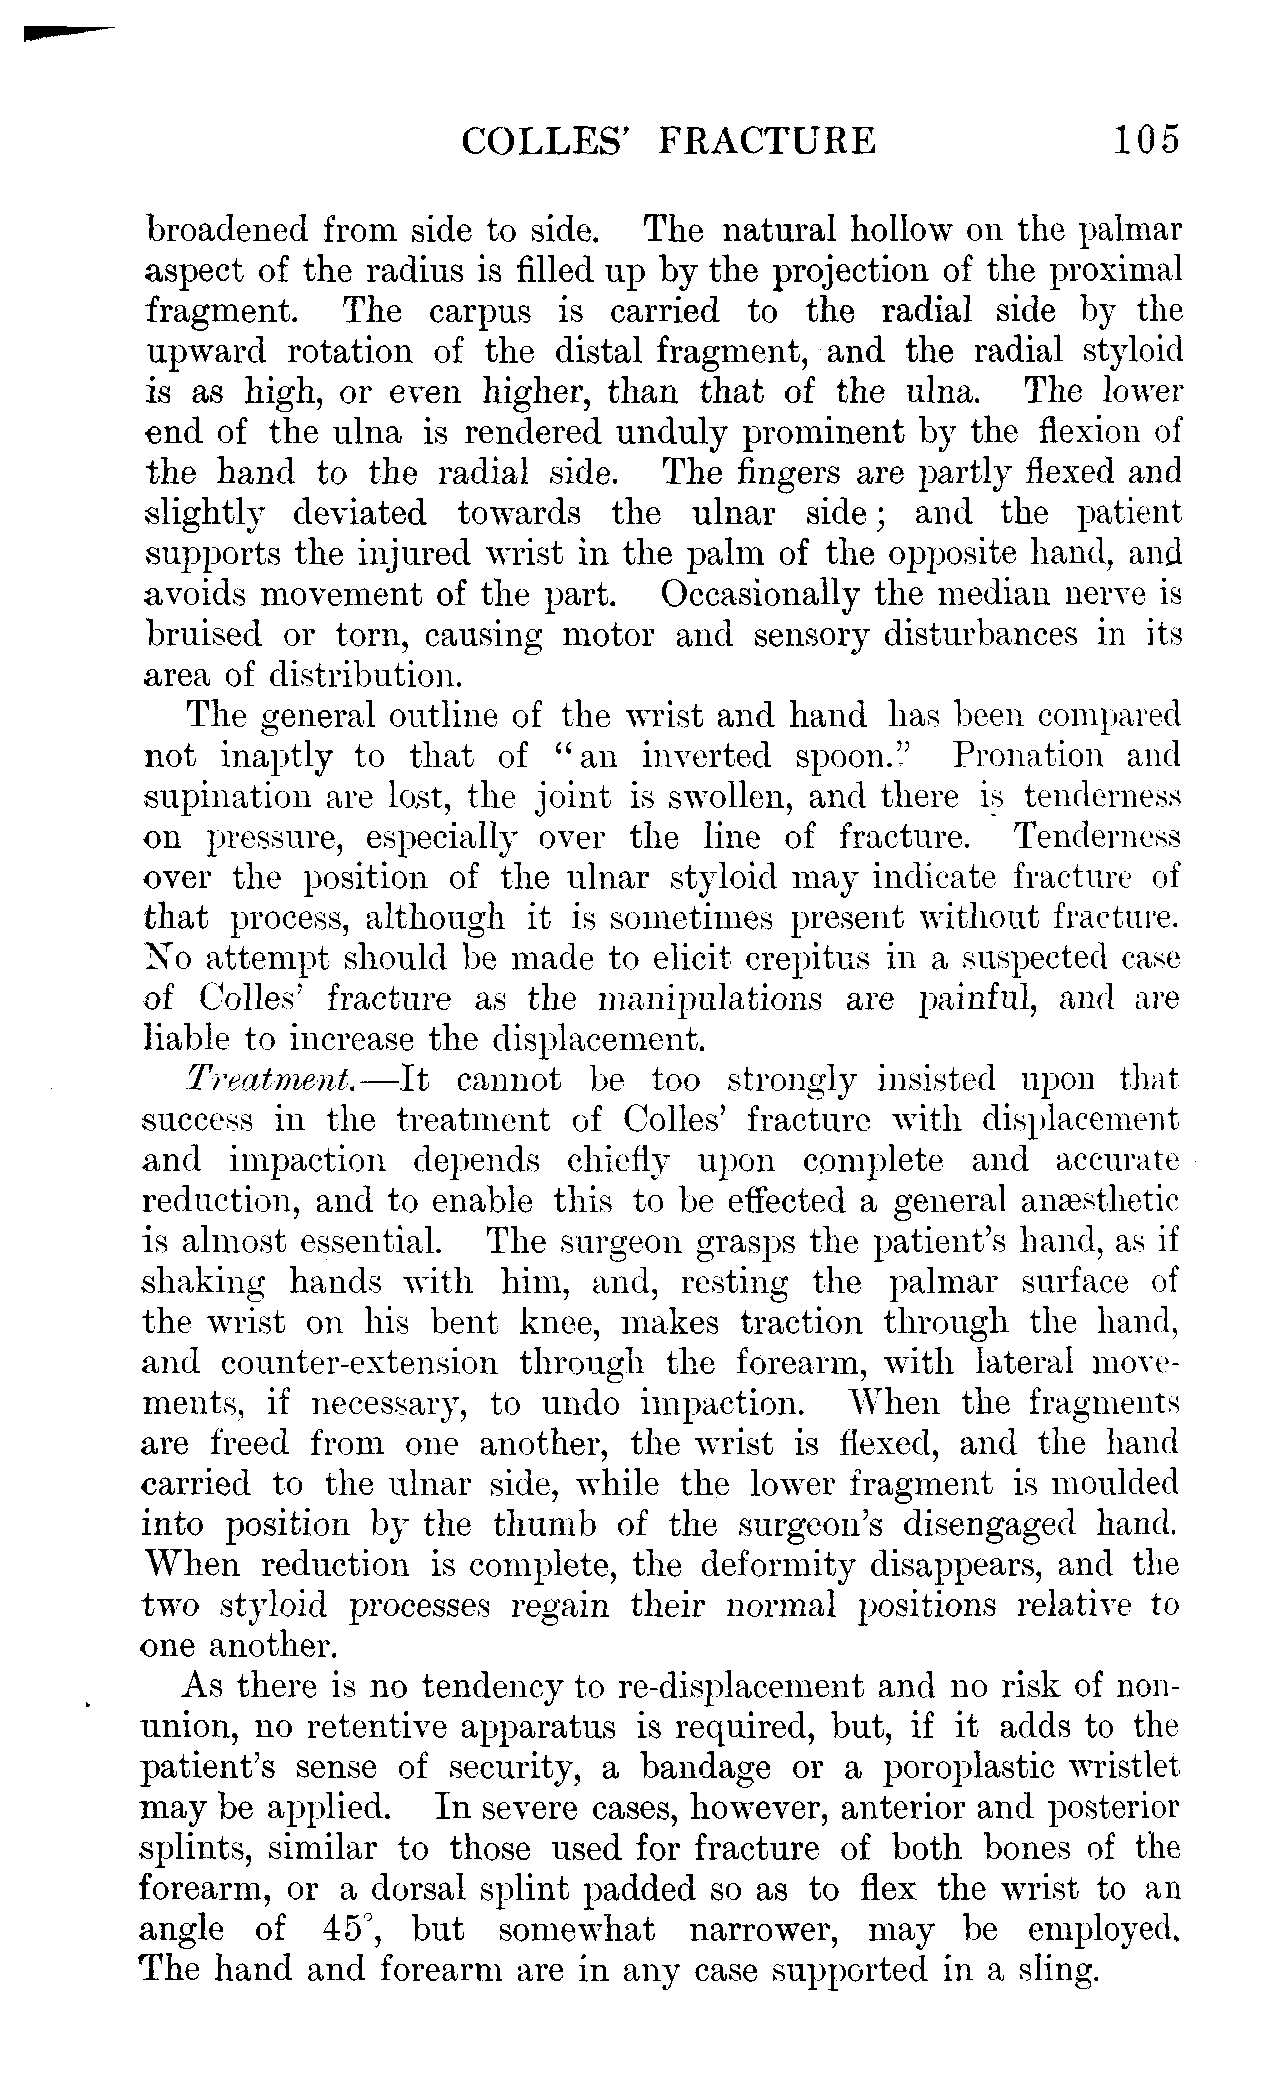 COLLES' FRACTURE 105
broadened from side to side. The natural hollow on the palmar
aspect of the radius is filled up by the projection of the proximal
fragment. The carpus is carried to the radial side by the
upward rotation of the distal fragment, and the radial styloid
is as high, or even higher, than that of the ulna. The lower
end of the ulna is rendered unduly prominent by the flexion of
the hand to the radial side. The fingers are partly flexed and
slightly deviated towards the ulnar side; and the patient
supports the injured wrist in the palm of the opposite hand, and
avoids movement of the part. Occasionally the median nerve is
bruised or torn, causing motor and sensory disturbances in its
area of distribution.
The general outline of the wrist and hand has been compared
not inaptly to that of "an inverted spoon." Pronation and
supination are lost, the joint is swollen, and there is tenderness
on pressure, especially over the line of fracture. Tenderness
over the position of the ulnar styloid may indicate fracture of
that process, although it is sometimes present without fracture.
No attempt should be made to elicit crepitus in a suspected case
of Colles' fracture as the manipulations are painful, and are
liable to increase the displacement.
Treatment.—It cannot be too strongly insisted upon that
success in the treatment of Colles' fracture with displacement
and impaction depends chiefly upon complete and accurate
reduction, and to enable this to be effected a general anæsthetic
is almost essential. The surgeon grasps the patient's hand, as if
shaking hands with him, and, resting the palmar surface of
the wrist on his bent knee, makes traction through the hand,
and counter-extension through the forearm, with lateral move-
ments, if necessary, to undo impaction. When the fragments
are freed from one another, the wrist is flexed, and the hand
carried to the ulnar side, while the lower fragment is moulded
into position by the thumb of the surgeon's disengaged hand.
When reduction is complete, the deformity disappears, and the
two styloid processes regain their normal positions relative to
one another.
As there is no tendency to re-displacement and no risk of non-
union, no retentive apparatus is required, but, if it adds to the
patient's sense of security, a bandage or a poroplastic wristlet
may be applied. In severe cases, however, anterior and posterior
splints, similar to those used for fracture of both bones of the
forearm, or a dorsal splint padded so as to flex the wrist to an
angle of 45°, but somewhat narrower, may be employed.
The hand and forearm are in any case supported in a sling.